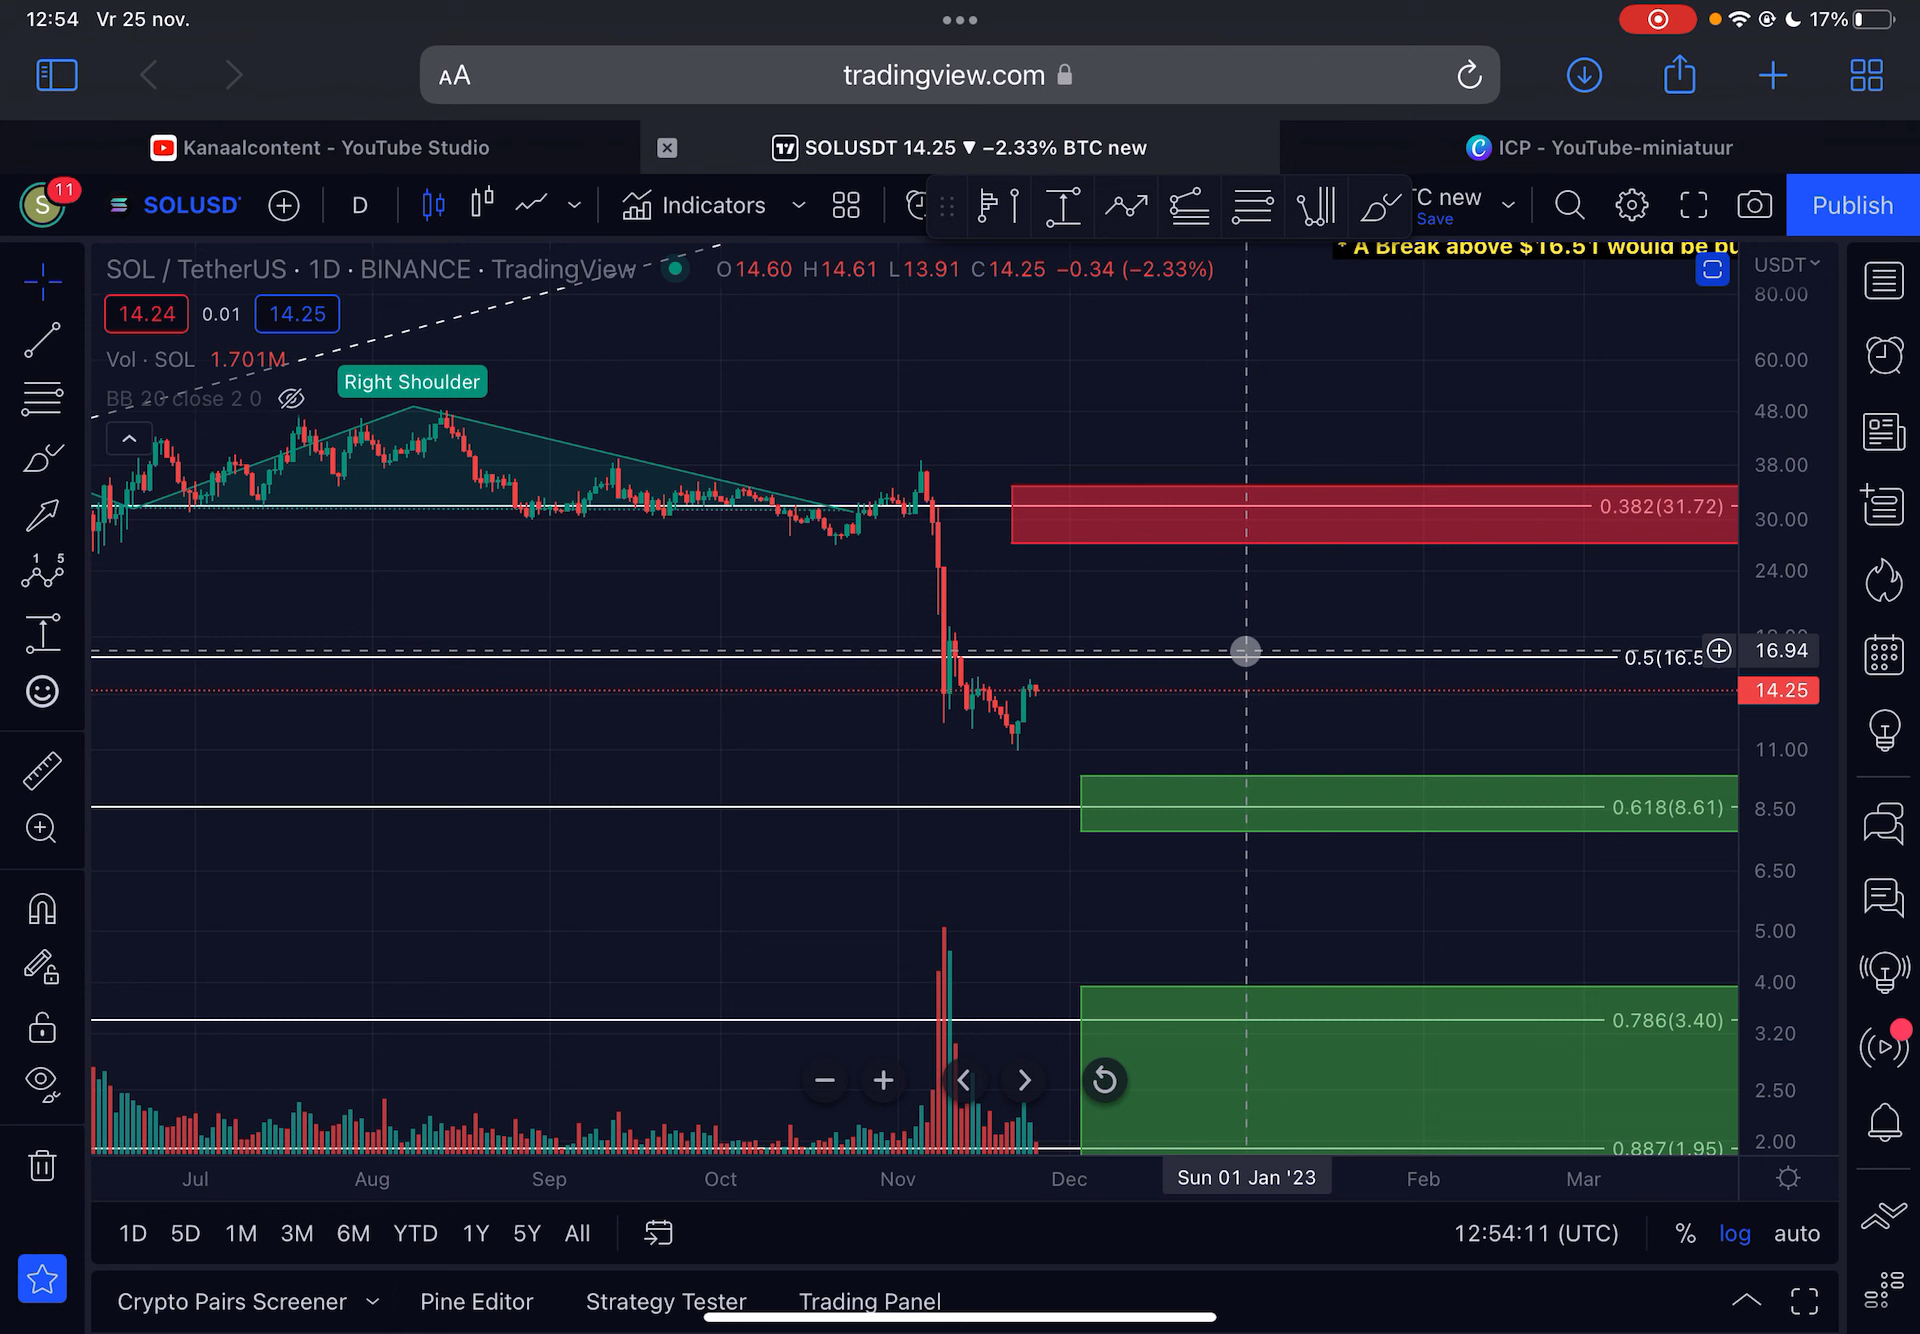 12:54 Vr 25 nov.
17%
AA
tradingview.com
Kanaalcontent - YouTube Studio
SOLUSDT 14.25 ▼ −2.33% BTC new
ICP - YouTube-miniatuur
S
11
SOLUSD
D
Indicators
C new
Save
Publish
* A Break above $16.51 would be bu
SOL / TetherUS · 1D · BINANCE · TradingView
O14.60 H14.61 L13.91 C14.25 −0.34 (−2.33%)
USDT
14.24
0.01
14.25
Vol · SOL 1.701M
BB 20 close 2 0
Right Shoulder
80.00
60.00
48.00
38.00
30.00
24.00
16.94
14.25
11.00
8.50
6.50
5.00
4.00
3.20
2.50
2.00
0.382(31.72)
0.5(16.5
0.618(8.61)
0.786(3.40)
0.887(1.95)
1 5
Jul
Aug
Sep
Oct
Nov
Dec
Sun 01 Jan '23
Feb
Mar
1D 5D 1M 3M 6M YTD 1Y 5Y All
12:54:11 (UTC)
% log auto
Crypto Pairs Screener
Pine Editor
Strategy Tester
Trading Panel